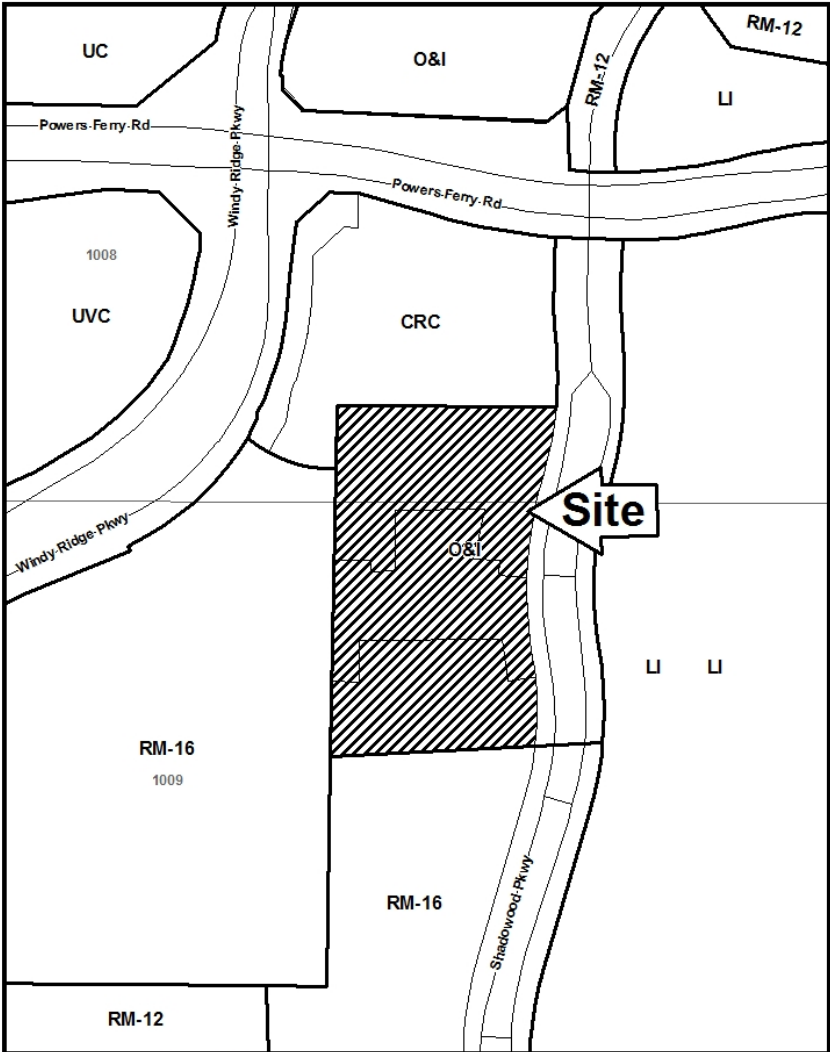 UC
O&I
RM-12
RM-12
LI
Powers-Ferry-Rd
Windy-Ridge-Pkwy
Powers-Ferry-Rd
1008
UVC
CRC
Site
Windy-Ridge-Pkwy
O&I
LI
LI
RM-16
1009
RM-16
Shadowood-Pkwy
RM-12